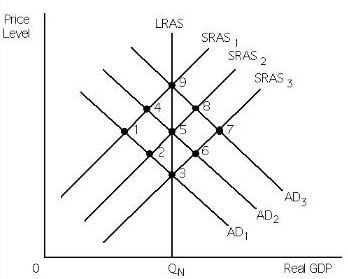 Price
Level
LRAS
SRAS 1
SRAS 2
SRAS 3
9
4
8
1
5
7
2
6
3
AD3
AD2
AD1
0
QN
Real GDP